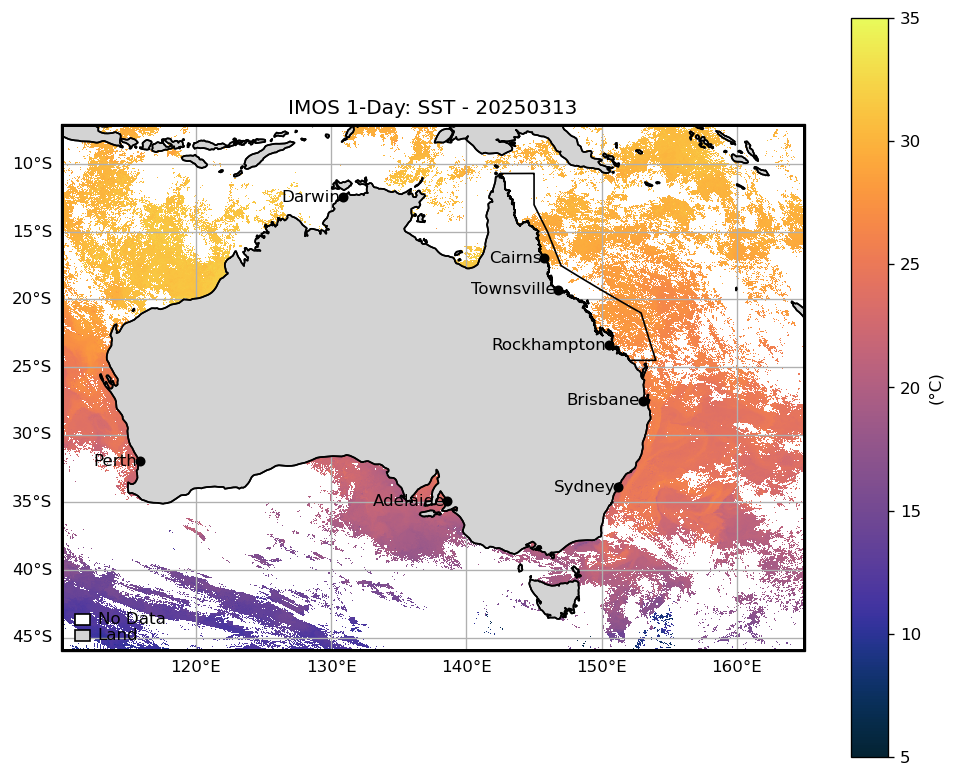 IMOS 1-Day: SST - 20250313
35
30
25
20
15
10
5
(°C)
10°S
15°S
20°S
25°S
30°S
35°S
40°S
45°S
Darwin
Cairns
Townsville
Rockhampton
Brisbane
Perth
Sydney
Adelaide
No Data
Land
120°E
130°E
140°E
150°E
160°E